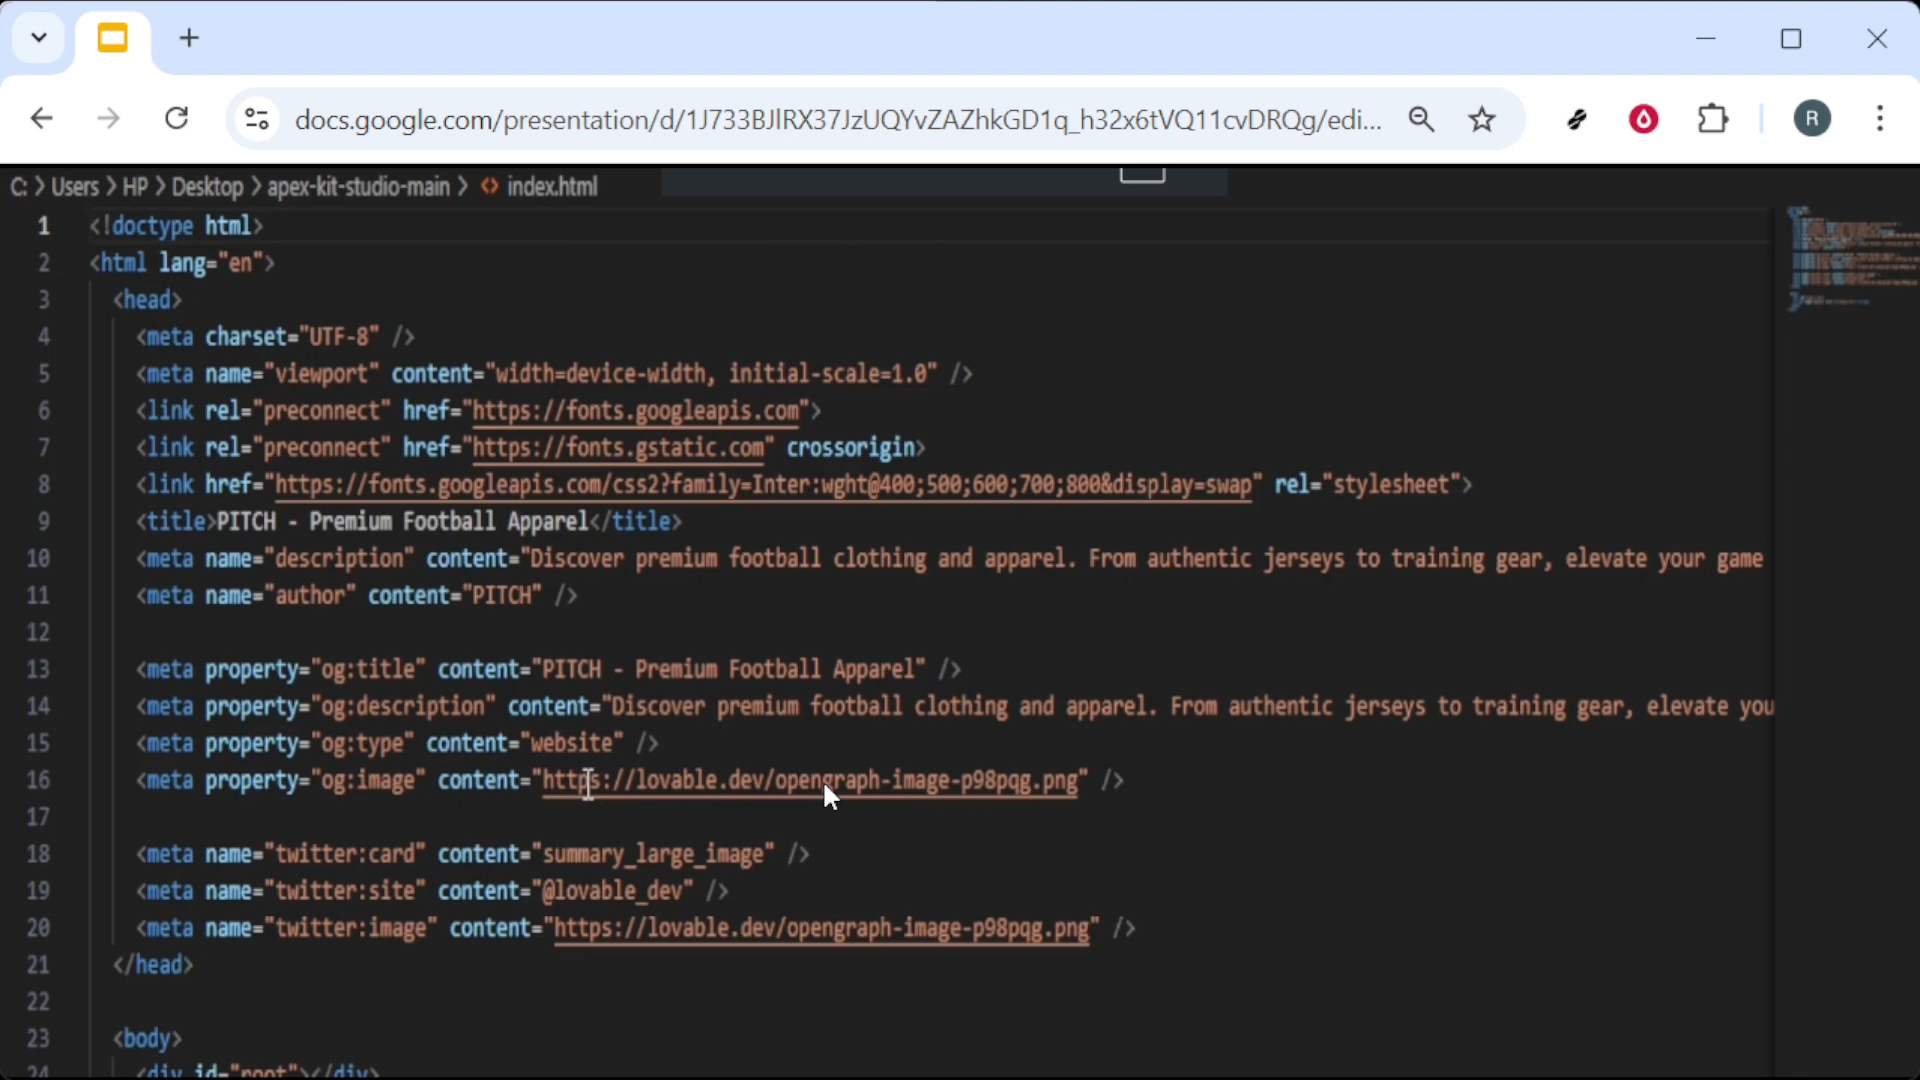 docs.google.com/presentation/d/1J733BJlRX37JzUQYvZAZhkGD1q_h32x6tVQ11cvDRQg/edi...
R
C: > Users > HP > Desktop > apex-kit-studio-main > <> index.html
1 <!doctype html>
2 <html lang="en">
3 <head>
4 <meta charset="UTF-8" />
5 <meta name="viewport" content="width=device-width, initial-scale=1.0" />
6 <link rel="preconnect" href="https://fonts.googleapis.com">
7 <link rel="preconnect" href="https://fonts.gstatic.com" crossorigin>
8 <link href="https://fonts.googleapis.com/css2?family=Inter:wght@400;500;600;700;800&display=swap" rel="stylesheet">
9 <title>PITCH - Premium Football Apparel</title>
10 <meta name="description" content="Discover premium football clothing and apparel. From authentic jerseys to training gear, elevate your game
11 <meta name="author" content="PITCH" />
12
13 <meta property="og:title" content="PITCH - Premium Football Apparel" />
14 <meta property="og:description" content="Discover premium football clothing and apparel. From authentic jerseys to training gear, elevate you
15 <meta property="og:type" content="website" />
16 <meta property="og:image" content="https://lovable.dev/opengraph-image-p98pqg.png" />
17
18 <meta name="twitter:card" content="summary_large_image" />
19 <meta name="twitter:site" content="@lovable_dev" />
20 <meta name="twitter:image" content="https://lovable.dev/opengraph-image-p98pqg.png" />
21 </head>
22
23 <body>
24 <div id="root"></div>